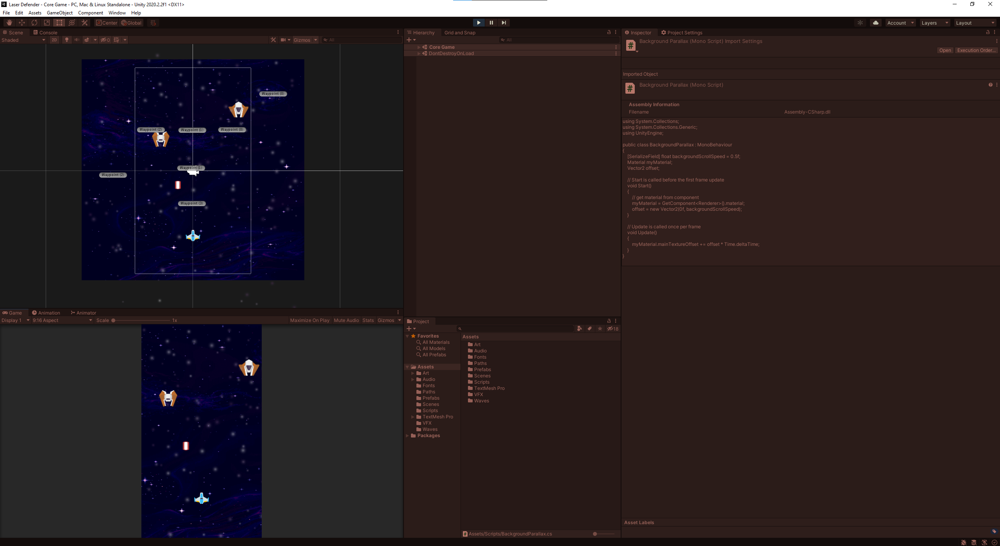 Laser Defender - Core Game - PC, Mac & Linux Standalone - Unity 2020.2.2f1 <DX11>
File Edit Assets GameObject Component Window Help
Center Global
Account Layers Layout
Scene Console
Shaded 2D 0 Gizmos All
Waypoint (0)
Waypoint (2) Waypoint (1) Waypoint (0)
Waypoint (1)
Waypoint (2)
Waypoint (3)
Game Animation Animator
Display 1 9:16 Aspect Scale 1x Maximize On Play Mute Audio Stats Gizmos
Hierarchy Grid and Snap
All
Core Game
DontDestroyOnLoad
Project
18
Favorites
All Materials
All Models
All Prefabs
Assets
Art
Audio
Fonts
Paths
Prefabs
Scenes
Scripts
TextMesh Pro
VFX
Waves
Packages
Assets
Art
Audio
Fonts
Paths
Prefabs
Scenes
Scripts
TextMesh Pro
VFX
Waves
Assets/Scripts/BackgroundParallax.cs
Inspector Project Settings
Background Parallax (Mono Script) Import Settings
Open Execution Order...
Imported Object
Background Parallax (Mono Script)
Assembly Information
Filename Assembly-CSharp.dll
using System.Collections;
using System.Collections.Generic;
using UnityEngine;
public class BackgroundParallax : MonoBehaviour
{
[SerializeField] float backgroundScrollSpeed = 0.5f;
Material myMaterial;
Vector2 offset;
// Start is called before the first frame update
void Start()
{
// get material from component
myMaterial = GetComponent<Renderer>().material;
offset = new Vector2(0f, backgroundScrollSpeed);
}
// Update is called once per frame
void Update()
{
myMaterial.mainTextureOffset += offset * Time.deltaTime;
}
}
Asset Labels